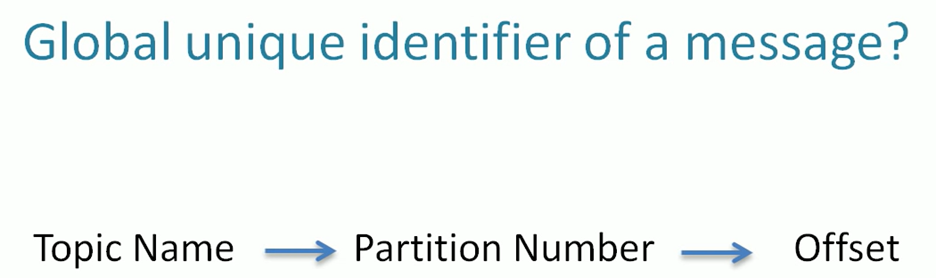 Global unique identifier of a message?
Topic Name Partition Number Offset